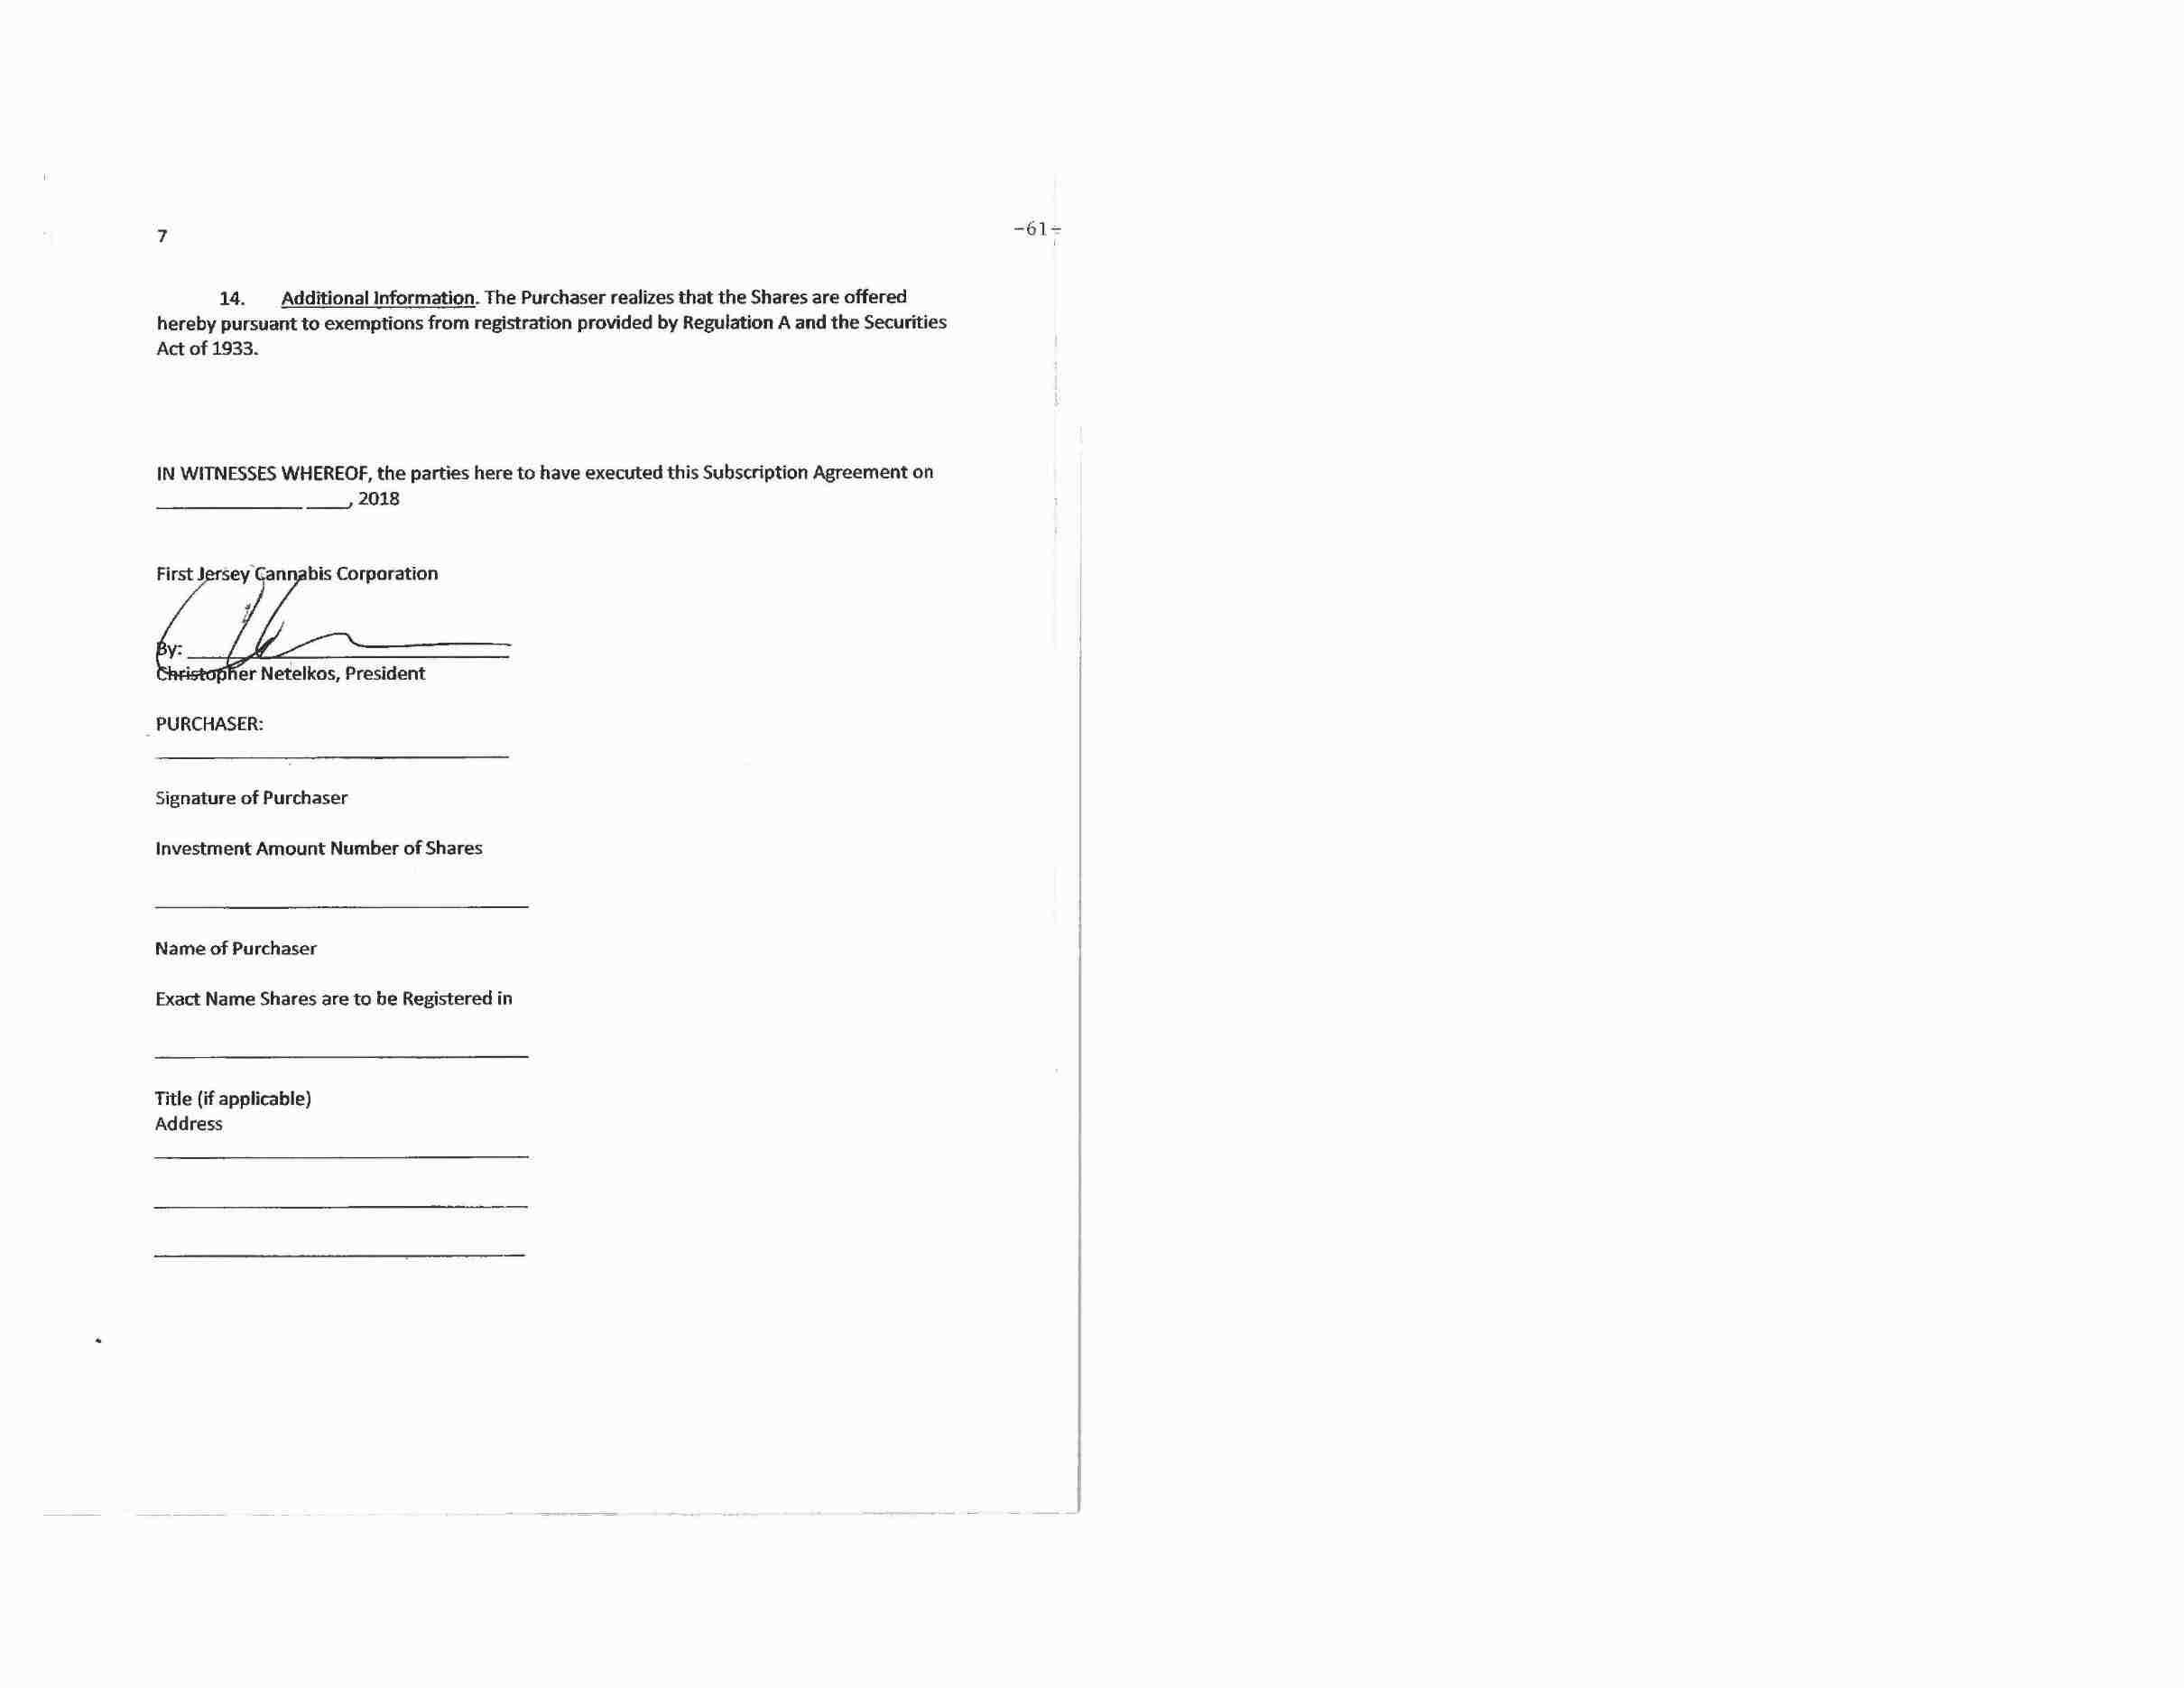 7
-61-
14. Additional Information. The Purchaser realizes that the Shares are offered
hereby pursuant to exemptions from registration provided by Regulation A and the Securities
Act of 1933.
IN WITNESSES WHEREOF, the parties here to have executed this Subscription Agreement on
________________ _____, 2018
First Jersey Cannabis Corporation
By:
Christopher Netelkos, President
PURCHASER:
Signature of Purchaser
Investment Amount Number of Shares
Name of Purchaser
Exact Name Shares are to be Registered in
Title (if applicable)
Address